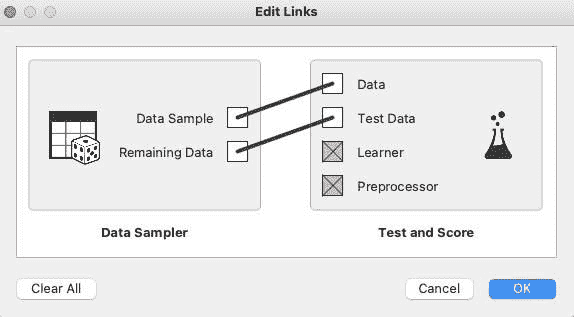 Edit Links
Data Sample
Remaining Data
Data Sampler
Data
Test Data
Learner
Preprocessor
Test and Score
Clear All
Cancel
OK